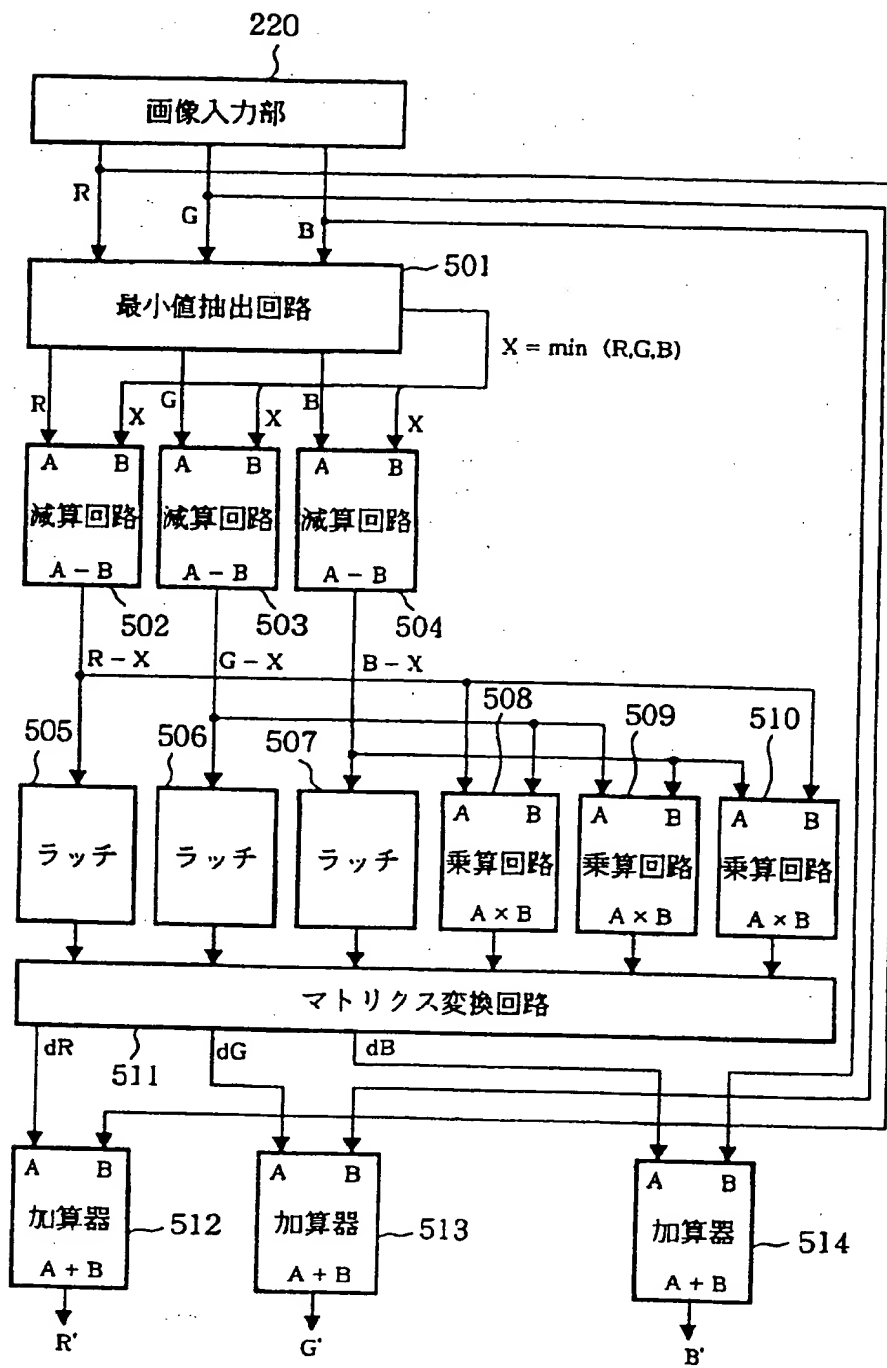 220
画像入力部
R
G
B
501
最小値抽出回路
X = min (R,G,B)
R
X
G
X
B
X
A B
減算回路
A − B
A B
減算回路
A − B
A B
減算回路
A − B
502
503
504
R − X
G − X
B − X
505
506
507
508
509
510
ラッチ
ラッチ
ラッチ
A B
乗算回路
A × B
A B
乗算回路
A × B
A B
乗算回路
A × B
マトリクス変換回路
dR
511
dG
dB
A B
加算器
A + B
512
A B
加算器
A + B
513
A B
加算器
A + B
514
R'
G'
B'